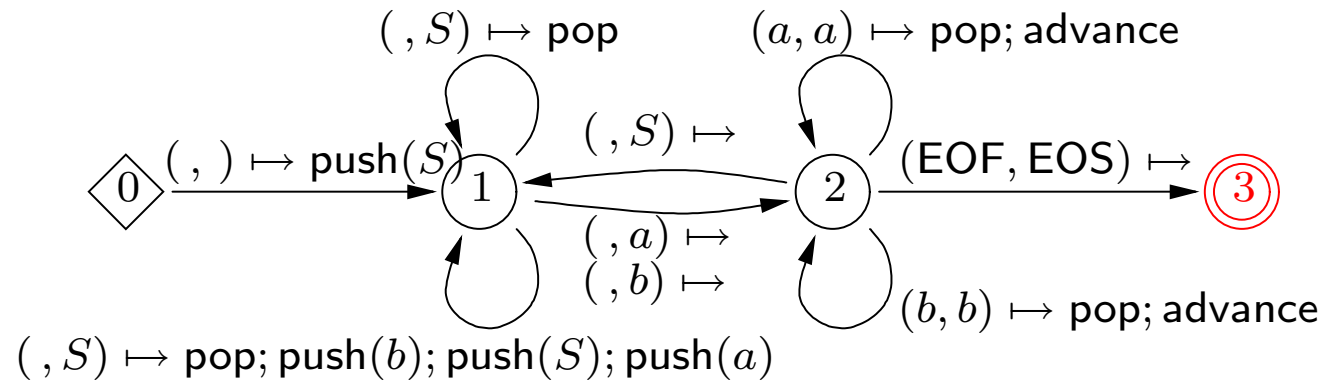 ( , S) ↦ pop
(a, a) ↦ pop; advance
( , S) ↦
( , ) ↦ push(S)
(EOF, EOS) ↦
0
1
2
3
( , a) ↦
( , b) ↦
(b, b) ↦ pop; advance
( , S) ↦ pop; push(b); push(S); push(a)